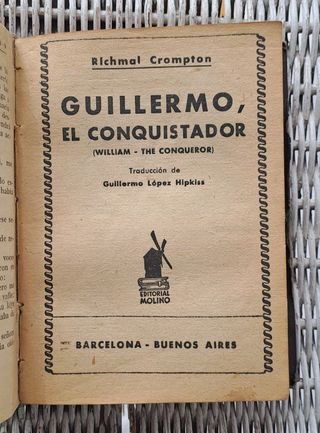 Richmal Crompton
GUILLERMO,
EL CONQUISTADOR
(WILLIAM - THE CONQUEROR)
Traducción de
Guillermo López Hipkiss
EDITORIAL
MOLINO
BARCELONA - BUENOS AIRES